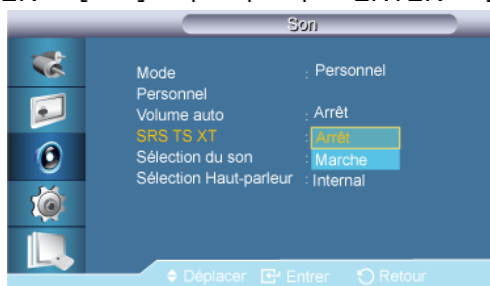 Son
Mode : Personnel
Personnel
Volume auto : Arrêt
SRS TS XT : Arrêt
Marche
Sélection du son :
Sélection Haut-parleur : Internal
Déplacer Entrer Retour